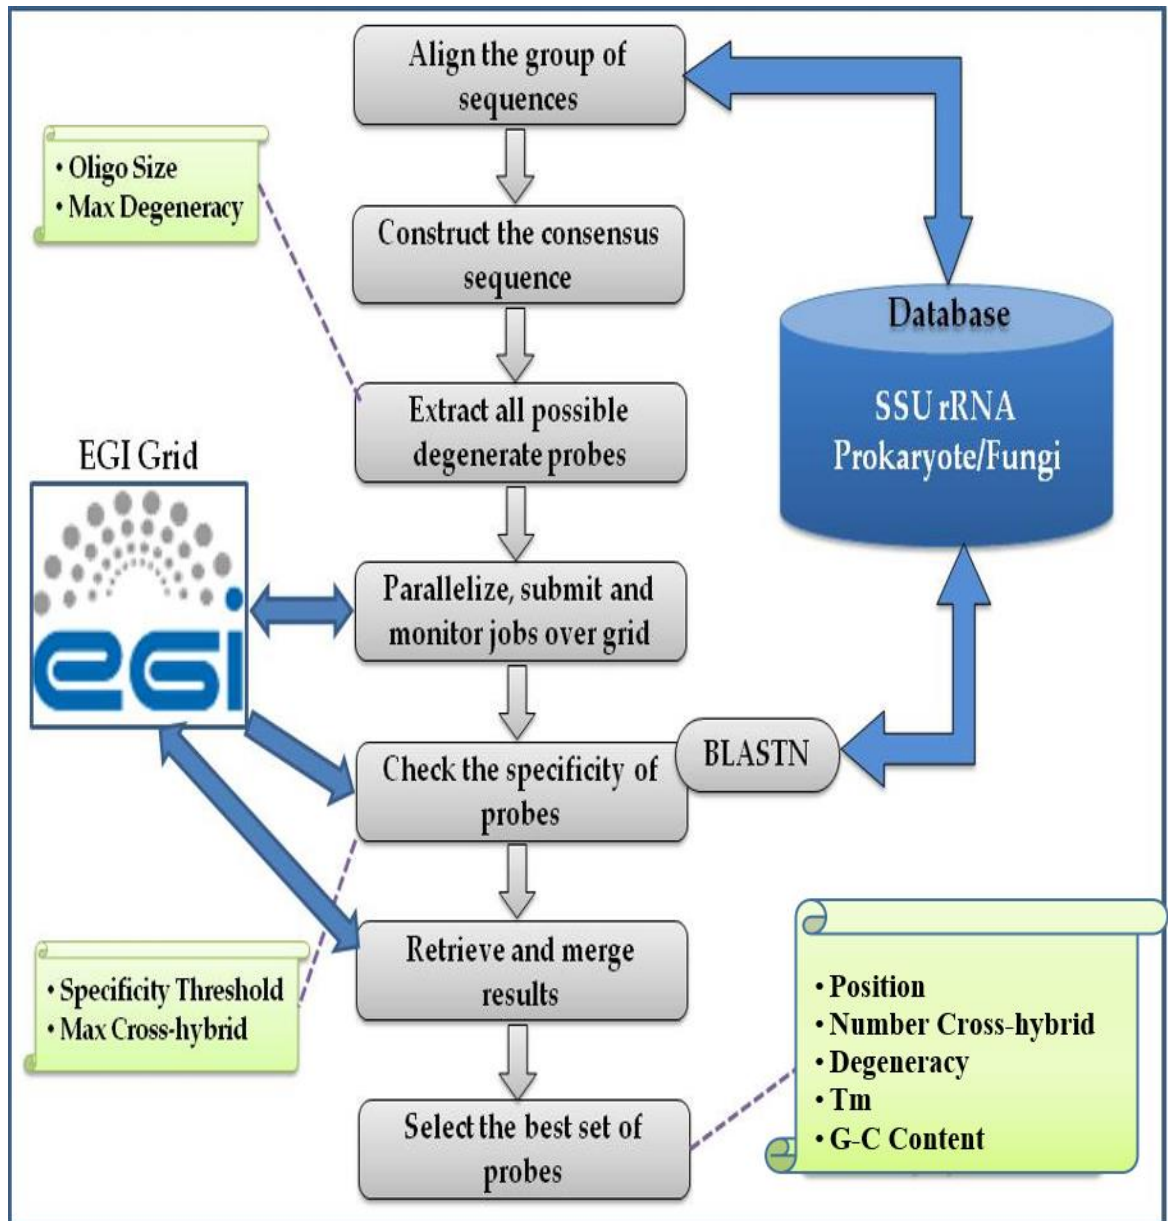 Align the group of
sequences
• Oligo Size
• Max Degeneracy
Construct the consensus
sequence
Database
SSU rRNA
Prokaryote/Fungi
Extract all possible
degenerate probes
EGI Grid
egi
Parallelize, submit and
monitor jobs over grid
Check the specificity of
probes
BLASTN
• Specificity Threshold
• Max Cross-hybrid
Retrieve and merge
results
• Position
• Number Cross-hybrid
• Degeneracy
• Tm
• G-C Content
Select the best set of
probes